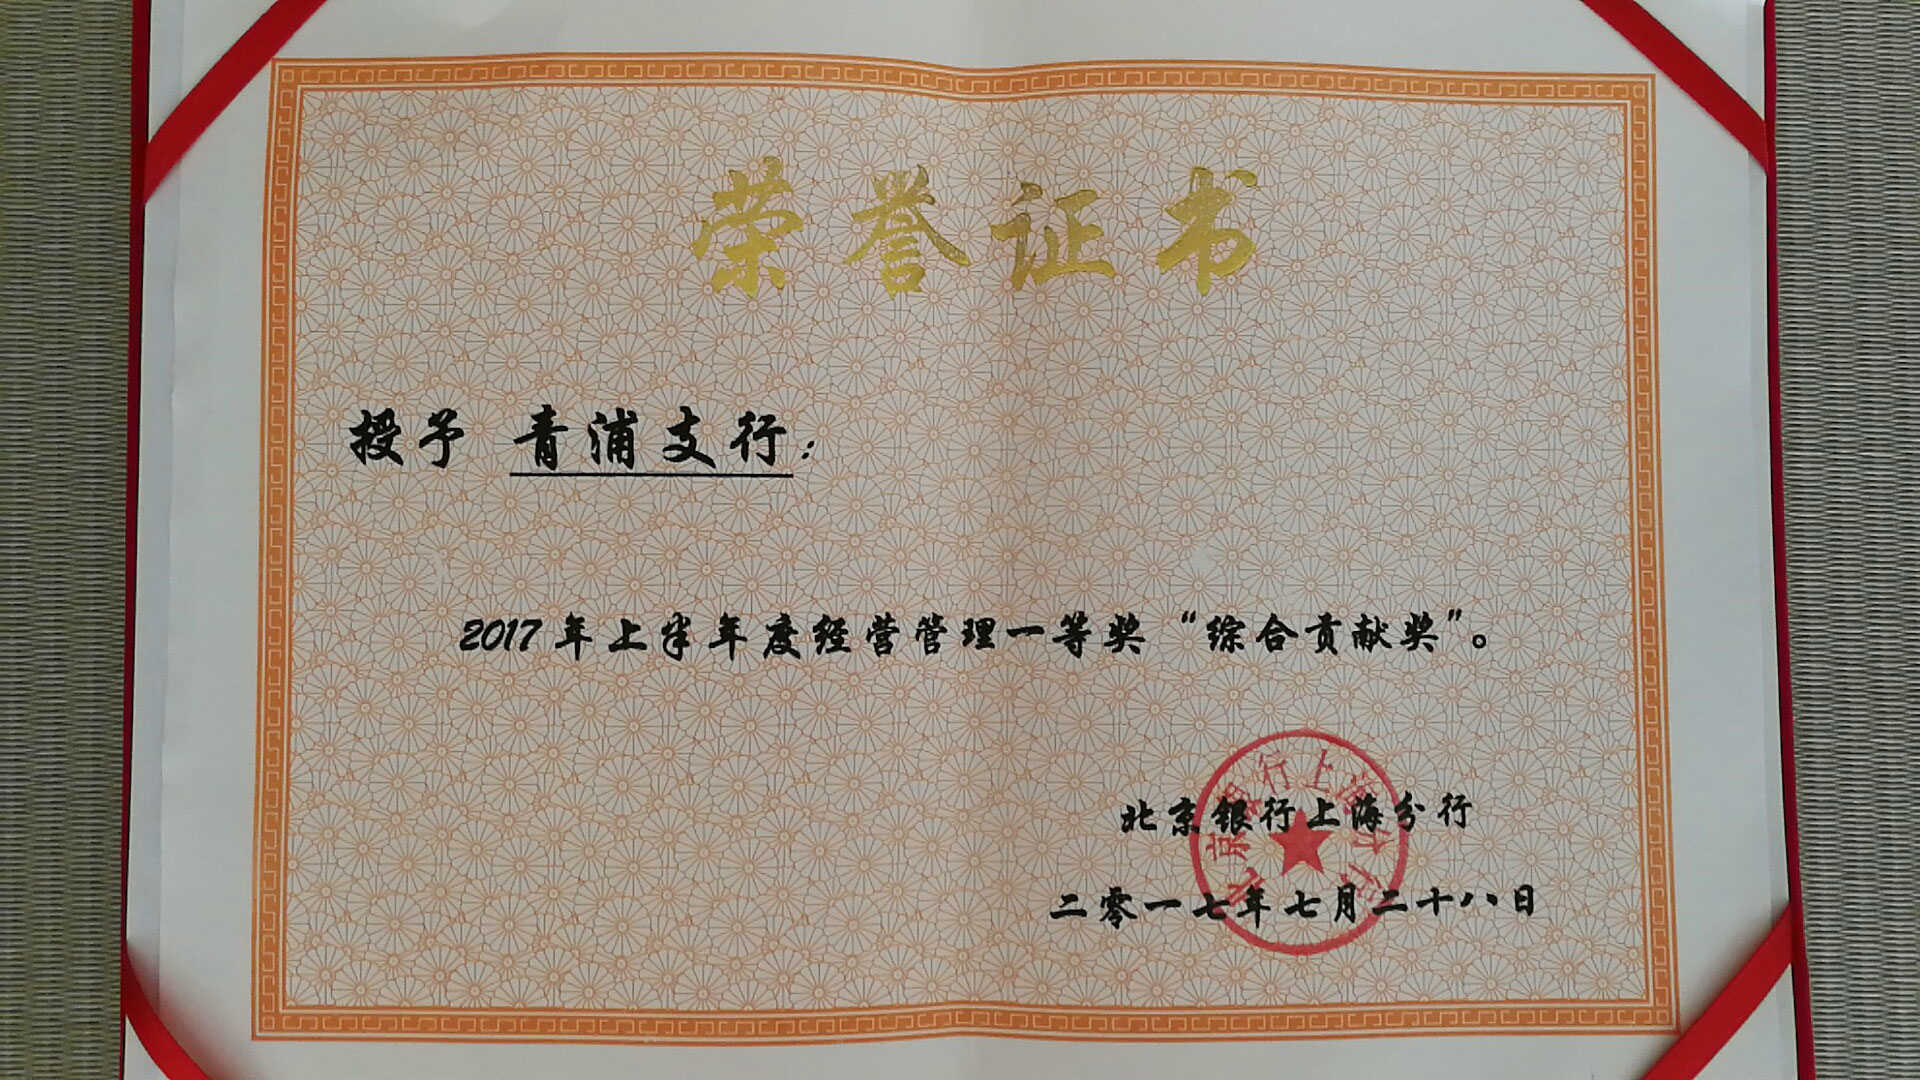 荣誉证书
授予 青浦支行：
2017年上半年度经营管理一等奖“综合贡献奖”。
北京银行上海分行
二零一七年七月二十八日
北京银行上海分行